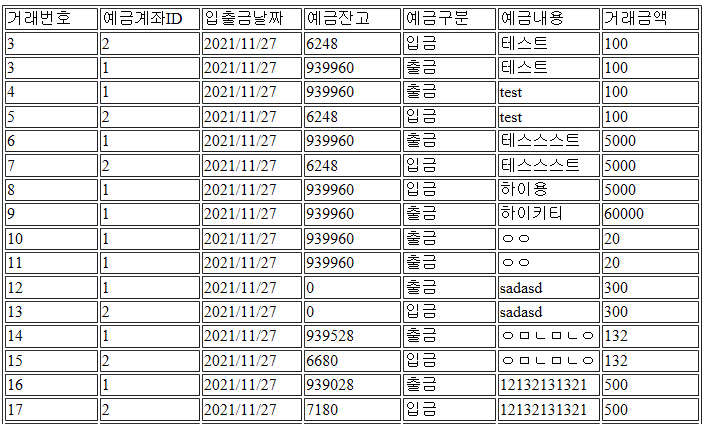 거래번호 예금계좌ID 입출금날짜 예금잔고 예금구분 예금내용 거래금액
3 2 2021/11/27 6248 입금 테스트 100
3 1 2021/11/27 939960 출금 테스트 100
4 1 2021/11/27 939960 출금 test 100
5 2 2021/11/27 6248 입금 test 100
6 1 2021/11/27 939960 출금 테스스스트 5000
7 2 2021/11/27 6248 입금 테스스스트 5000
8 1 2021/11/27 939960 입금 하이용 5000
9 1 2021/11/27 939960 출금 하이키티 60000
10 1 2021/11/27 939960 출금 ㅇㅇ 20
11 1 2021/11/27 939960 출금 ㅇㅇ 20
12 1 2021/11/27 0 출금 sadasd 300
13 2 2021/11/27 0 입금 sadasd 300
14 1 2021/11/27 939528 출금 ㅇㅁㄴㅁㄴㅇ 132
15 2 2021/11/27 6680 입금 ㅇㅁㄴㅁㄴㅇ 132
16 1 2021/11/27 939028 출금 12132131321 500
17 2 2021/11/27 7180 입금 12132131321 500